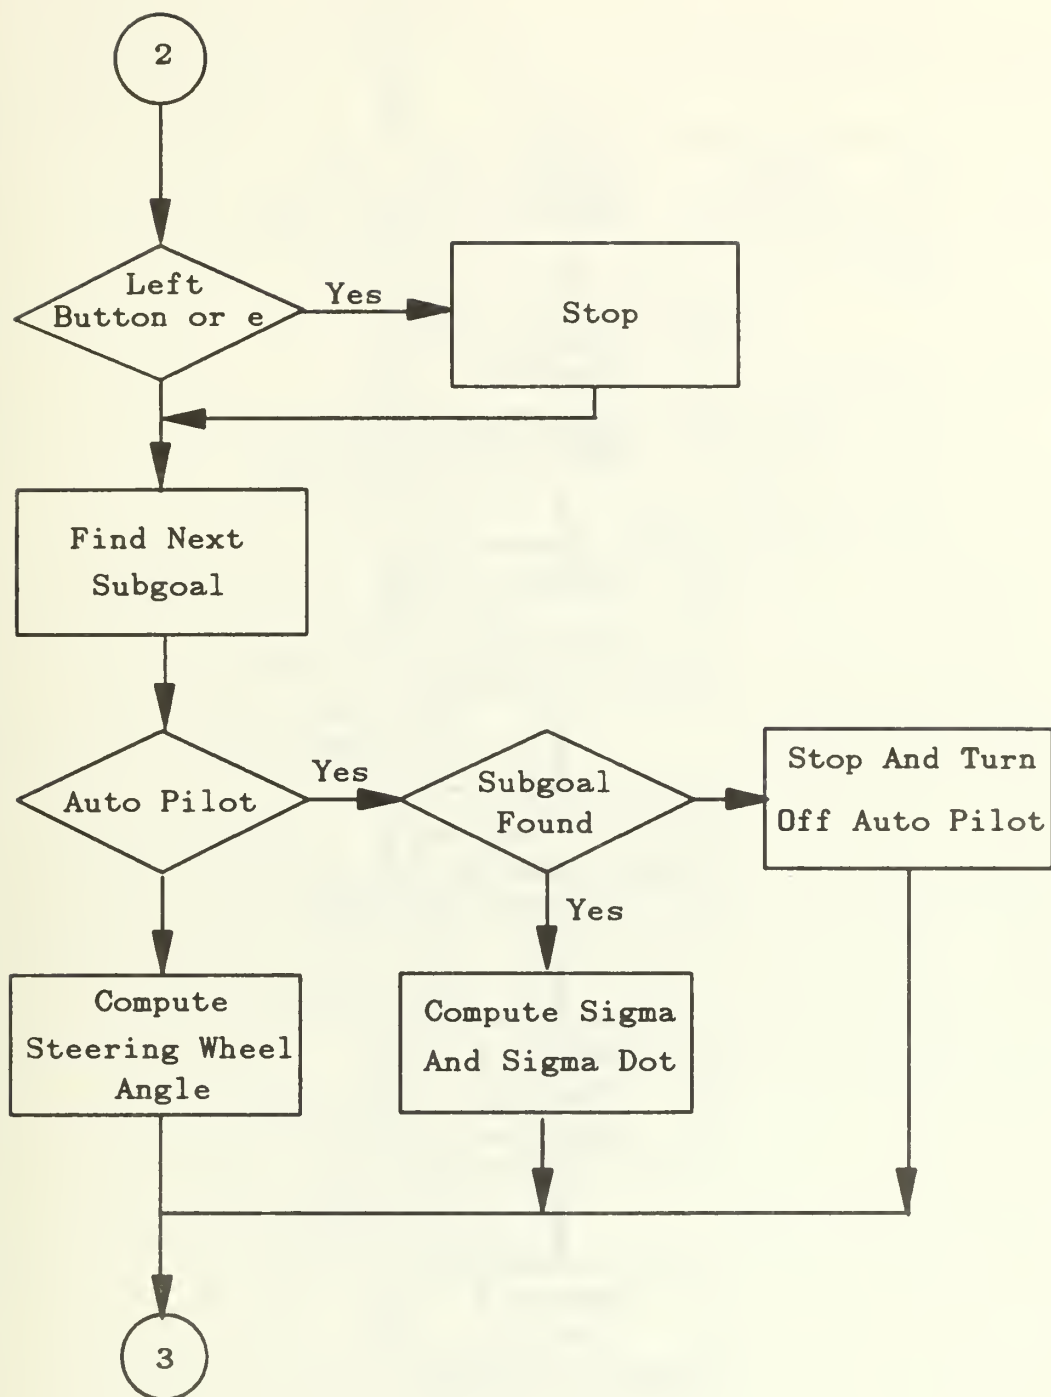 2
Left
Button or e
Yes
Stop
Find Next
Subgoal
Auto Pilot
Yes
Subgoal
Found
Stop And Turn
Off Auto Pilot
Yes
Compute
Steering Wheel
Angle
Compute Sigma
And Sigma Dot
3